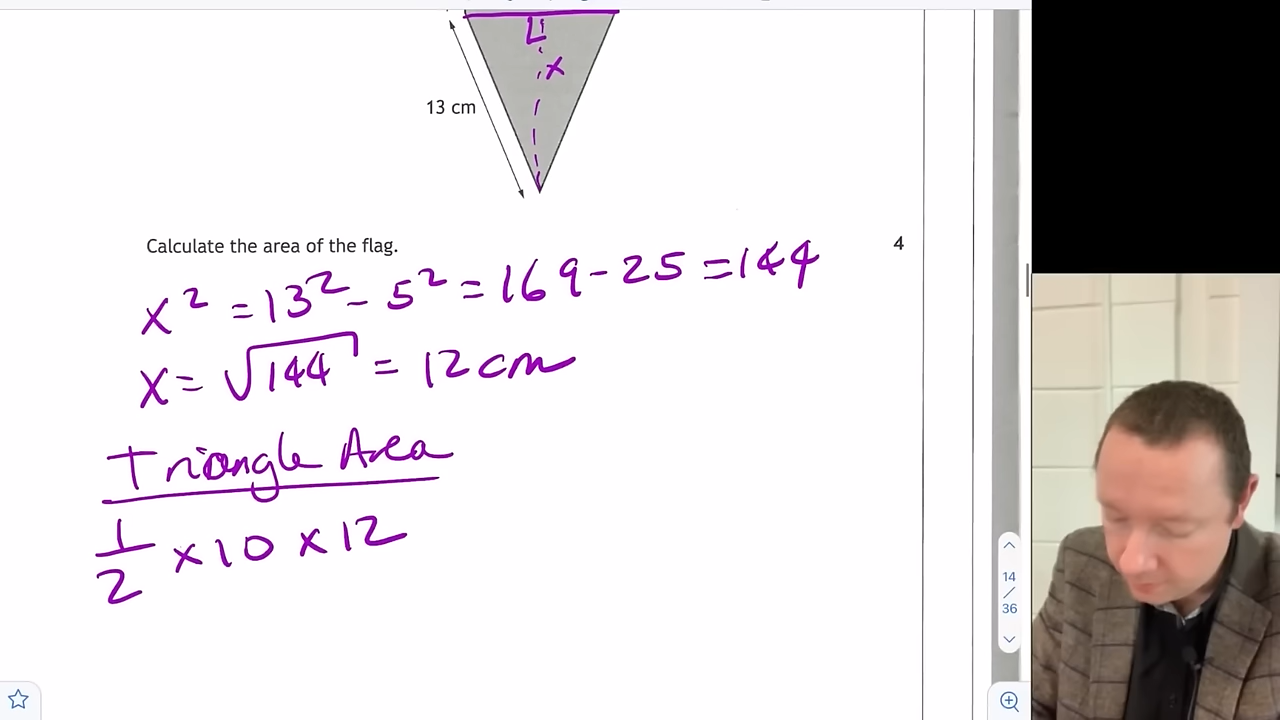 L
x
13 cm
Calculate the area of the flag.
4
x² = 13² - 5² = 169 - 25 = 144
x = √144 = 12 cm
Triangle Area
1/2 × 10 × 12
14
/
36